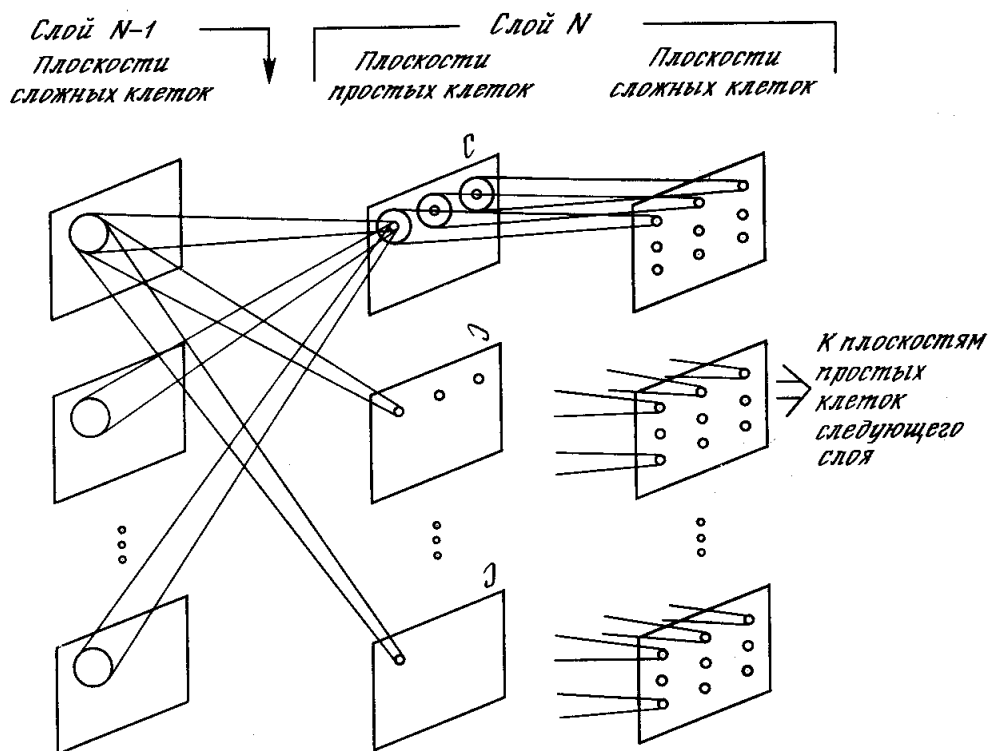 Слой N-1
Слой N
Плоскости
сложных клеток
Плоскости
простых клеток
Плоскости
сложных клеток
К плоскостям
простых
клеток
следующего
слоя